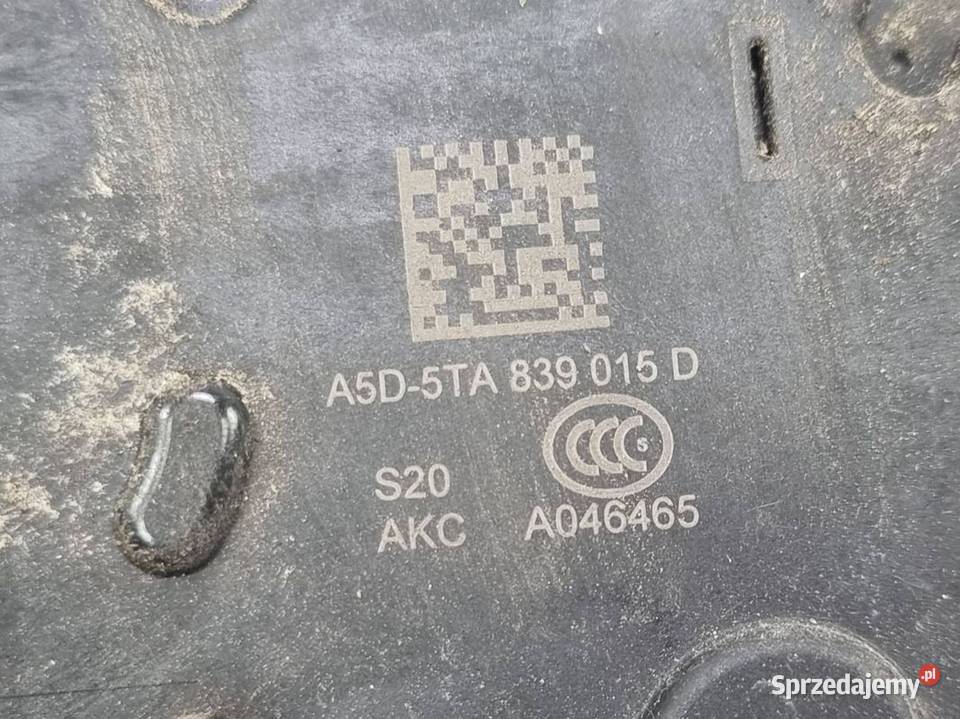 A5D-5TA 839 015 D
CCC S
S20
AKC A046465
Sprzedajemy.pl